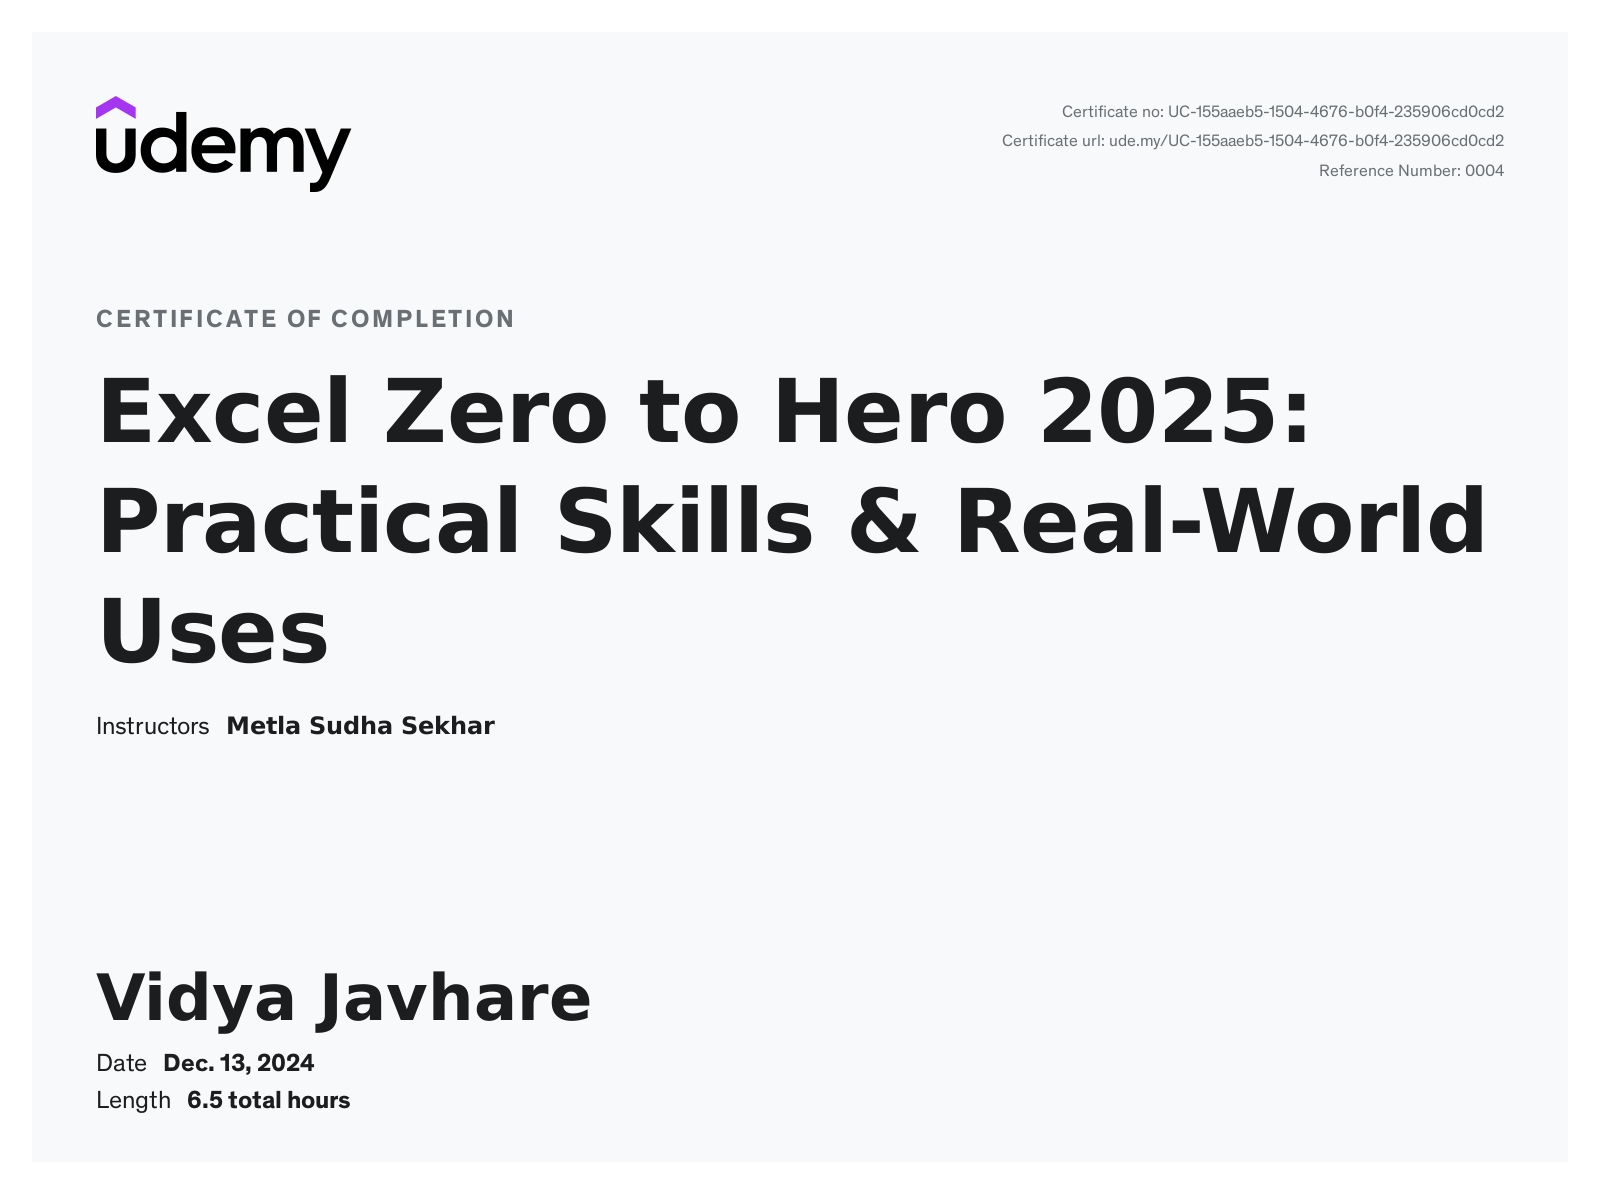 udemy
Certificate no: UC-155aaeb5-1504-4676-b0f4-235906cd0cd2
Certificate url: ude.my/UC-155aaeb5-1504-4676-b0f4-235906cd0cd2
Reference Number: 0004
CERTIFICATE OF COMPLETION
Excel Zero to Hero 2025:
Practical Skills & Real-World
Uses
Instructors Metla Sudha Sekhar
Vidya Javhare
Date Dec. 13, 2024
Length 6.5 total hours